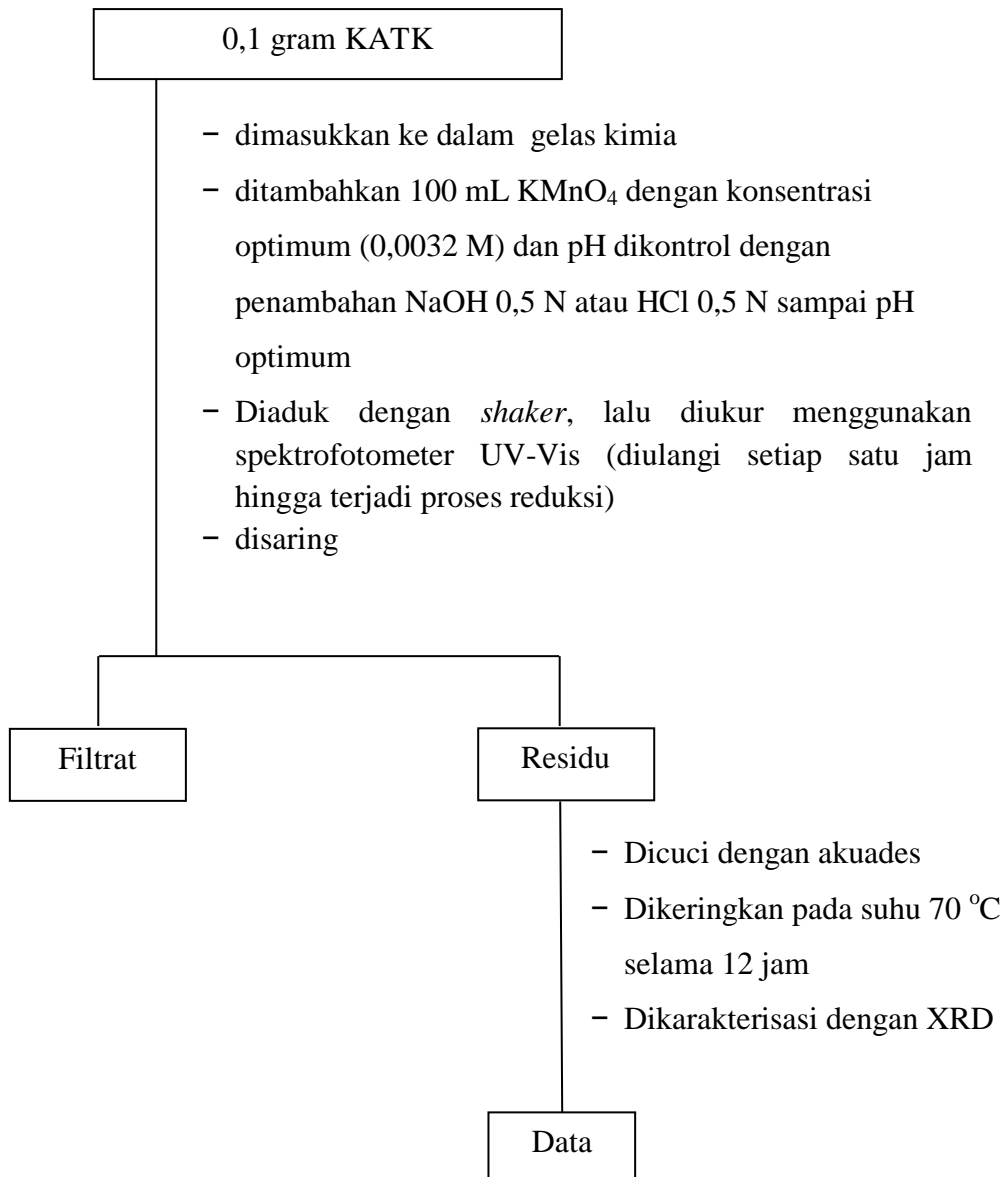 0,1 gram KATK
− dimasukkan ke dalam gelas kimia
− ditambahkan 100 mL KMnO₄ dengan konsentrasi
optimum (0,0032 M) dan pH dikontrol dengan
penambahan NaOH 0,5 N atau HCl 0,5 N sampai pH
optimum
− Diaduk dengan shaker, lalu diukur menggunakan
spektrofotometer UV-Vis (diulangi setiap satu jam
hingga terjadi proses reduksi)
− disaring
Filtrat
Residu
− Dicuci dengan akuades
− Dikeringkan pada suhu 70 ᵒC
selama 12 jam
− Dikarakterisasi dengan XRD
Data